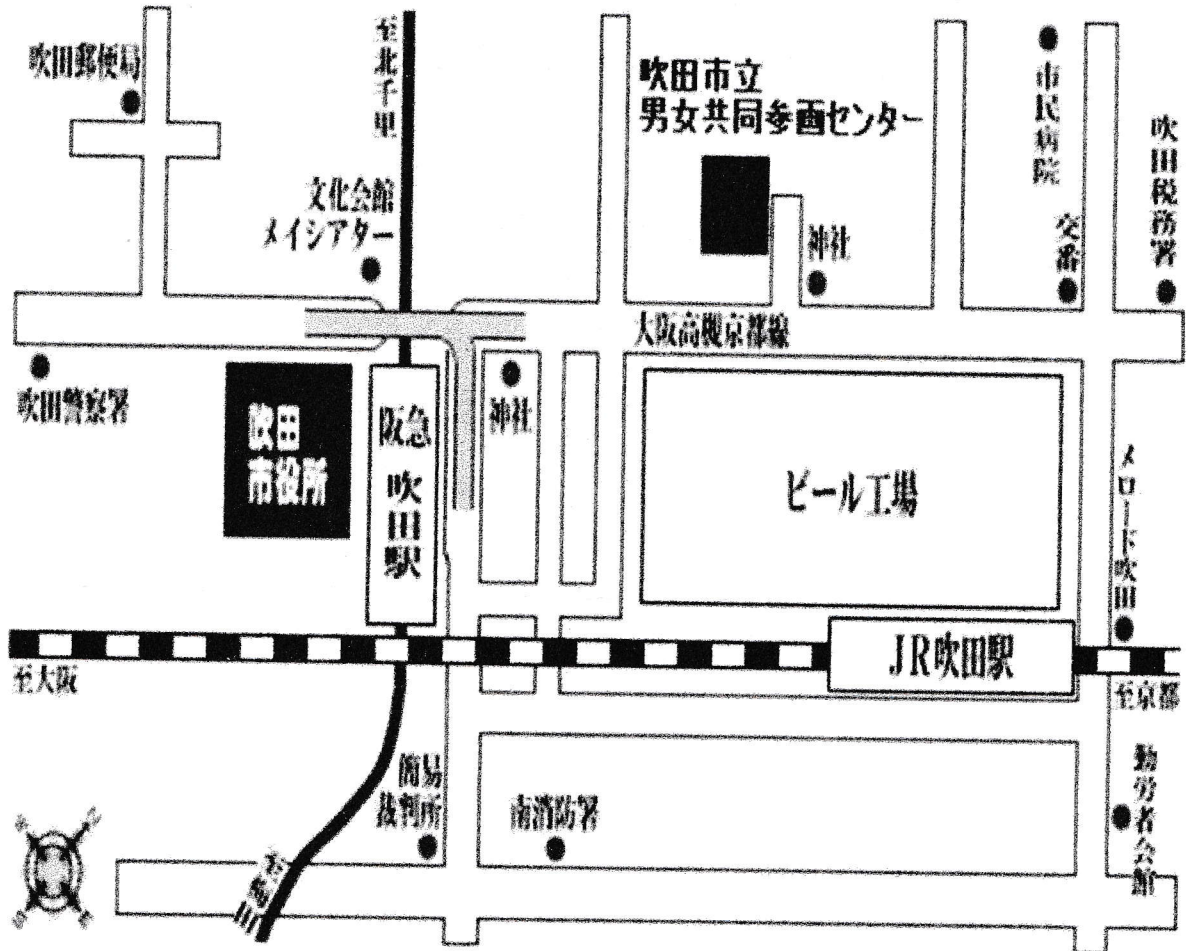 吹田郵便局
至北千里
吹田市立
男女共同参画センター
市民病院
吹田税務署
文化会館
メイシアター
神社
交番
大阪高槻京都線
吹田警察署
吹田
市役所
阪急
吹田駅
神社
ビール工場
メロード吹田
JR吹田駅
至大阪
至京都
簡易
裁判所
南消防署
勤労者会館
至梅田